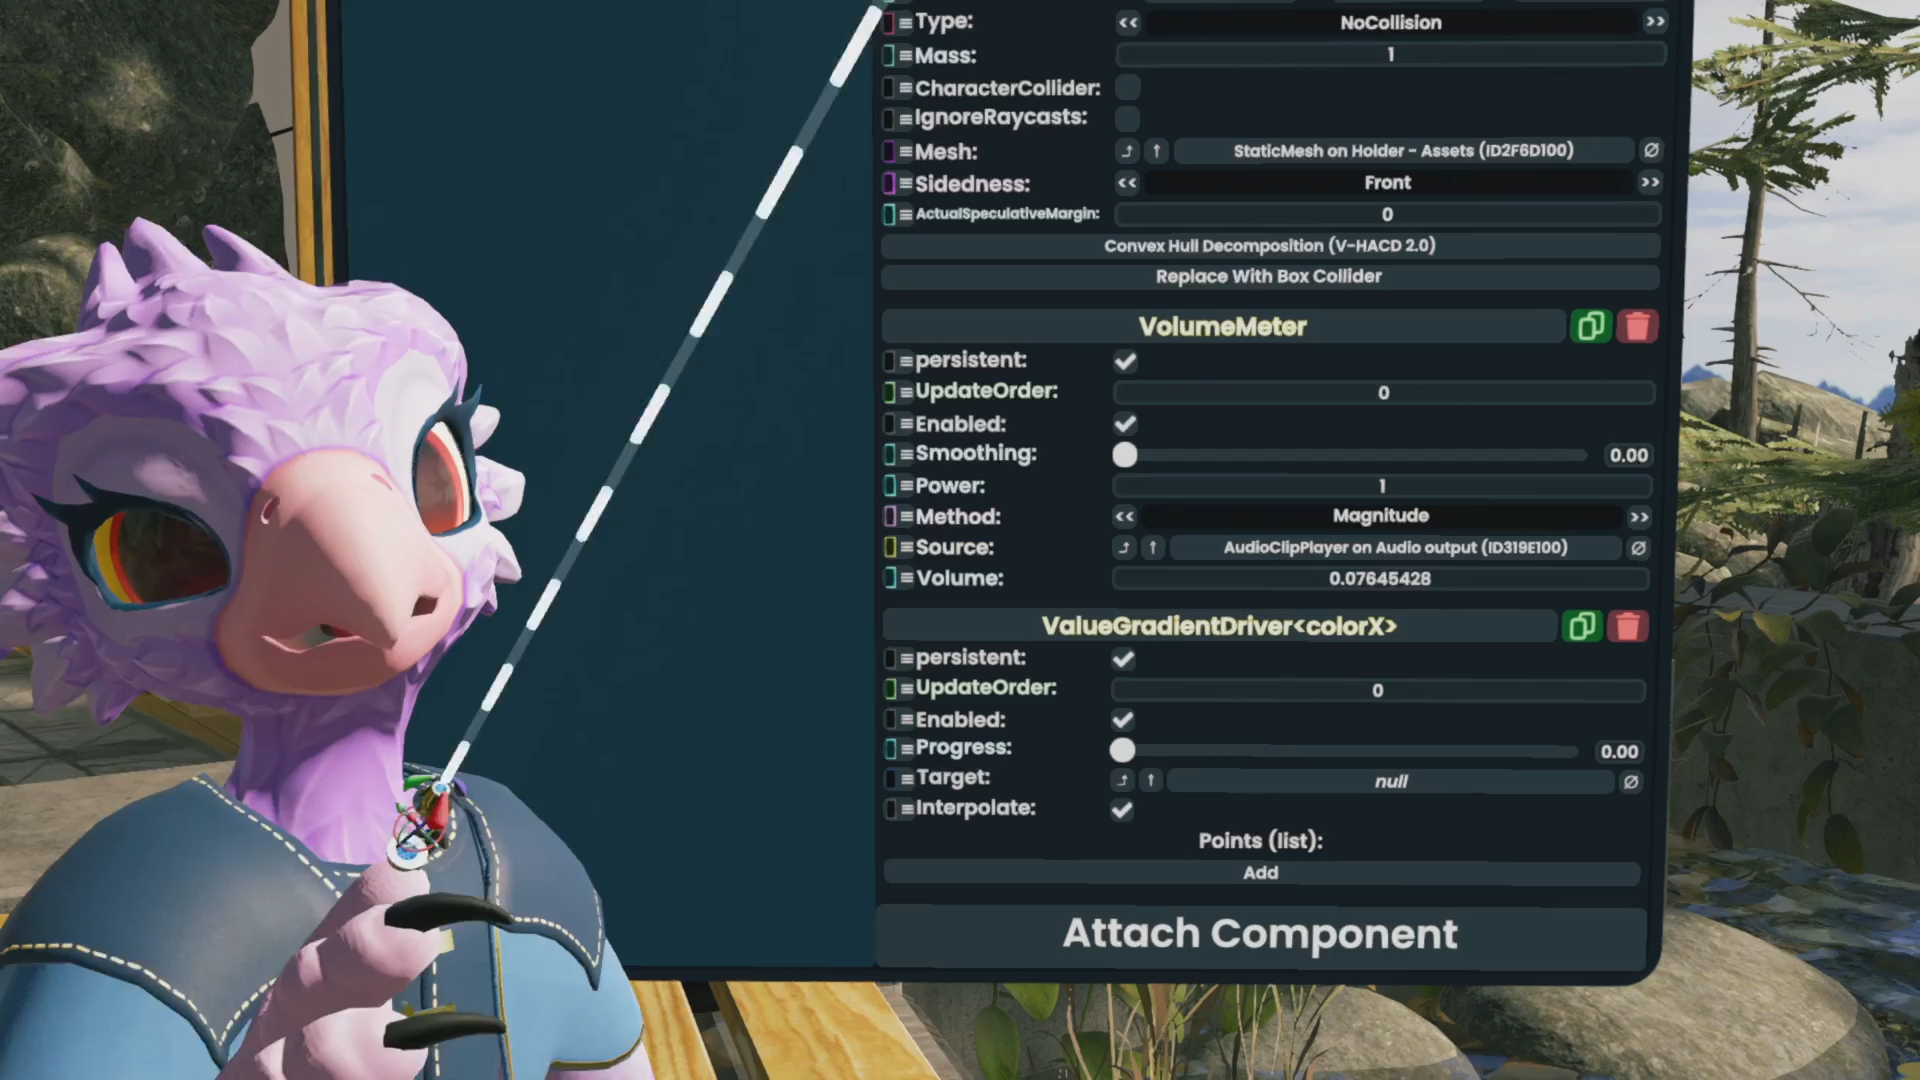 Type: << NoCollision >>
Mass: 1
CharacterCollider:
IgnoreRaycasts:
Mesh: StaticMesh on Holder - Assets (ID2F6D100) Ø
Sidedness: << Front >>
ActualSpeculativeMargin: 0
Convex Hull Decomposition (V-HACD 2.0)
Replace With Box Collider
VolumeMeter
persistent:
UpdateOrder: 0
Enabled:
Smoothing: 0.00
Power: 1
Method: << Magnitude >>
Source: AudioClipPlayer on Audio output (ID319E100) Ø
Volume: 0.07645428
ValueGradientDriver<colorX>
persistent:
UpdateOrder: 0
Enabled:
Progress: 0.00
Target: null Ø
Interpolate:
Points (list):
Add
Attach Component